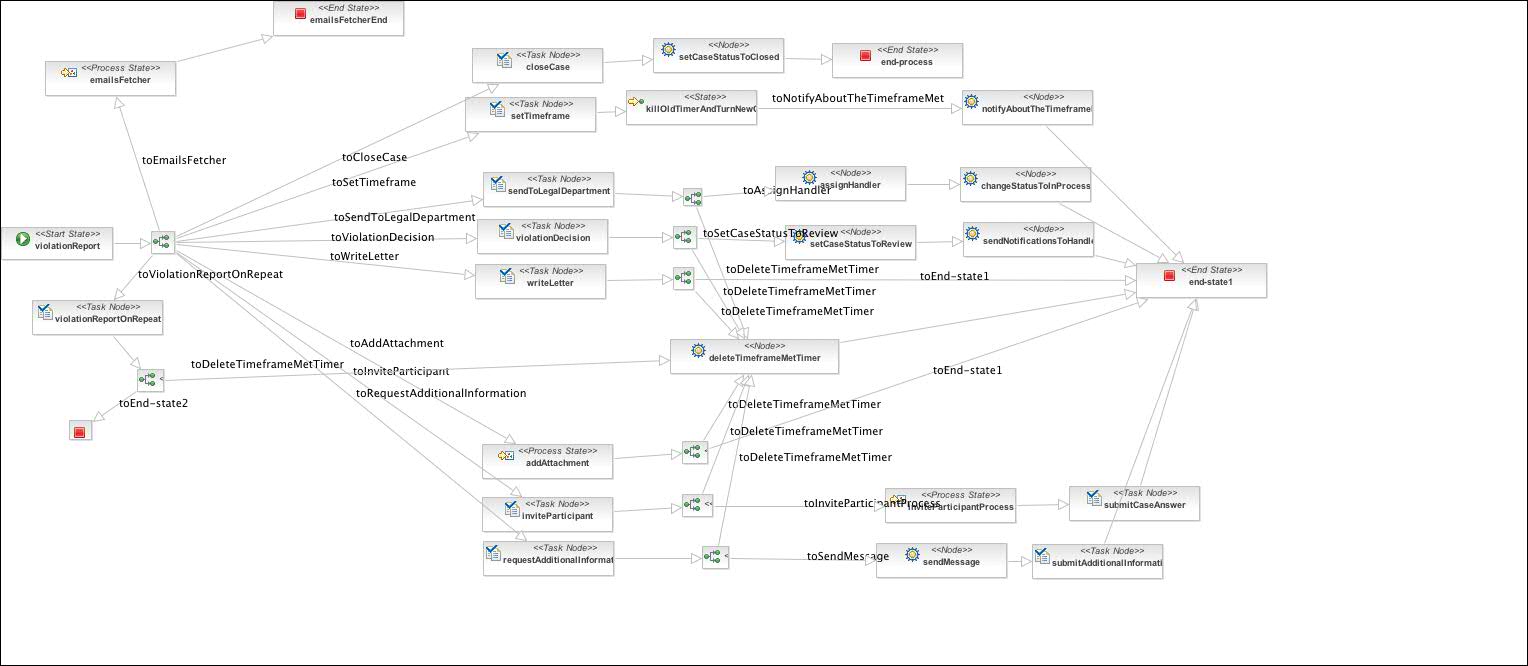 <<End State>>
emailsFetcherEnd
<<Process State>>
emailsFetcher
<<Task Node>>
closeCase
<<Node>>
setCaseStatusToClosed
<<End State>>
end-process
<<Task Node>>
setTimeframe
<<State>>
killOldTimerAndTurnNewO
toNotifyAboutTheTimeframeMet
<<Node>>
notifyAboutTheTimeframeI
toEmailsFetcher
toCloseCase
toSetTimeframe
<<Task Node>>
sendToLegalDepartment
toAssignHandler
<<Node>>
assignHandler
<<Node>>
changeStatusToInProcess
toSendToLegalDepartment
<<Start State>>
violationReport
toViolationDecision
<<Task Node>>
violationDecision
toSetCaseStatusToReview
<<Node>>
setCaseStatusToReview
<<Node>>
sendNotificationsToHandle
toWriteLetter
<<Task Node>>
writeLetter
toDeleteTimeframeMetTimer
toEnd-state1
<<End State>>
end-state1
toViolationReportOnRepeat
toDeleteTimeframeMetTimer
toDeleteTimeframeMetTimer
<<Task Node>>
violationReportOnRepeat
toAddAttachment
<<Node>>
deleteTimeframeMetTimer
toDeleteTimeframeMetTimer
toInviteParticipant
toEnd-state1
<
toRequestAdditionalInformation
toEnd-state2
toDeleteTimeframeMetTimer
toDeleteTimeframeMetTimer
toDeleteTimeframeMetTimer
<<Process State>>
addAttachment
<
<<Task Node>>
inviteParticipant
<<
toInviteParticipantProcess
<<Process State>>
inviteParticipantProcess
<<Task Node>>
submitCaseAnswer
<<Task Node>>
requestAdditionalInformat
<
toSendMessage
<<Node>>
sendMessage
<<Task Node>>
submitAdditionalInformati